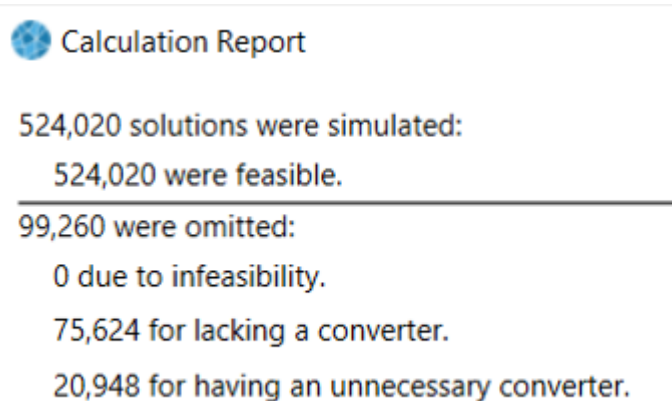 Calculation Report
524,020 solutions were simulated:
524,020 were feasible.
99,260 were omitted:
0 due to infeasibility.
75,624 for lacking a converter.
20,948 for having an unnecessary converter.